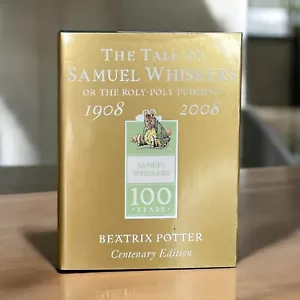 THE TALE OF
SAMUEL WHISKERS
OR THE ROLY-POLY PUDDING
1908 2008
SAMUEL
WHISKERS
100
YEARS
BEATRIX POTTER
Centenary Edition